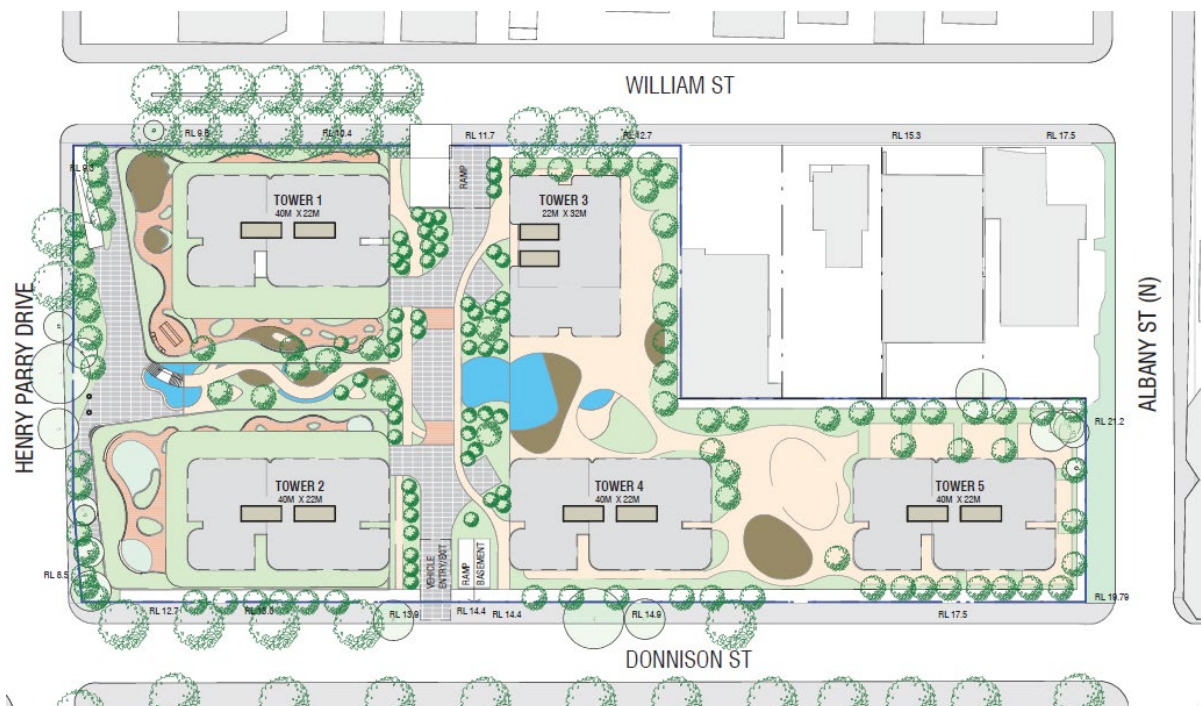 WILLIAM ST
RL 9.8
RL 10.4
RL 11.7
RL 12.7
RL 15.3
RL 17.5
RL 9.3
RAMP
TOWER 1
40M X 22M
TOWER 3
22M X 32M
HENRY PARRY DRIVE
ALBANY ST (N)
RL 21.2
TOWER 2
40M X 22M
TOWER 4
40M X 22M
TOWER 5
40M X 22M
VEHICLE
ENTRY/EXIT
RAMP
BASEMENT
RL 8.5
RL 12.7
RL 13.9
RL 14.4
RL 14.4
RL 14.9
RL 17.5
RL 19.79
DONNISON ST